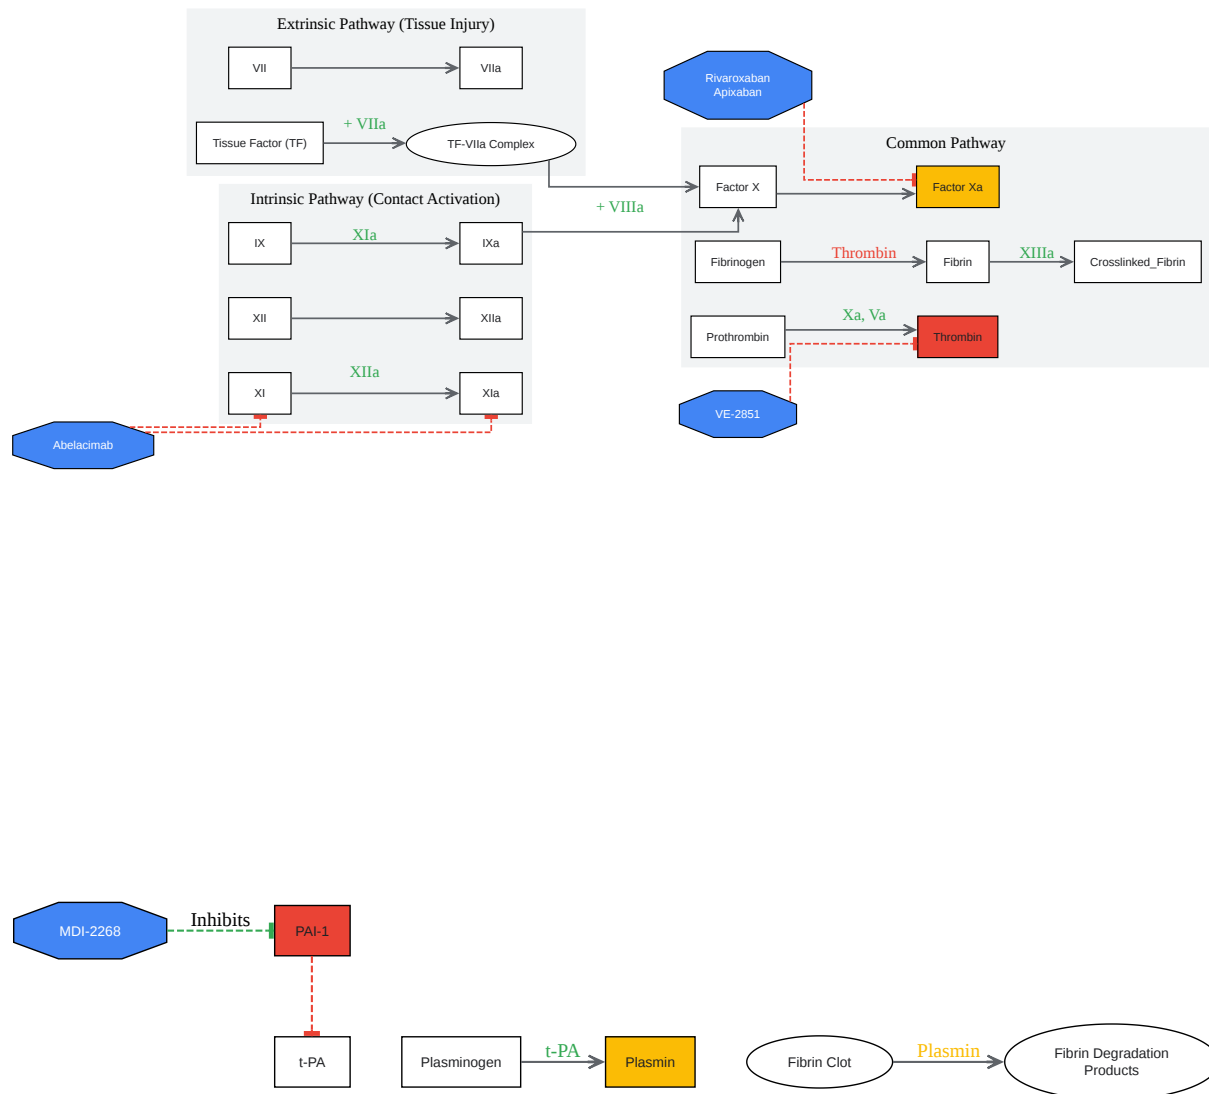 Extrinsic Pathway (Tissue Injury)
VII
VIIa
Tissue Factor (TF)
+ VIIa
TF-VIIa Complex
Intrinsic Pathway (Contact Activation)
IX
XIa
IXa
XII
XIIa
XI
XIIa
XIa
Abelacimab
+ VIIIa
Rivaroxaban
Apixaban
Common Pathway
Factor X
Factor Xa
Fibrinogen
Thrombin
Fibrin
XIIIa
Crosslinked_Fibrin
Prothrombin
Xa, Va
Thrombin
VE-2851
MDI-2268
Inhibits
PAI-1
t-PA
Plasminogen
t-PA
Plasmin
Fibrin Clot
Plasmin
Fibrin Degradation
Products